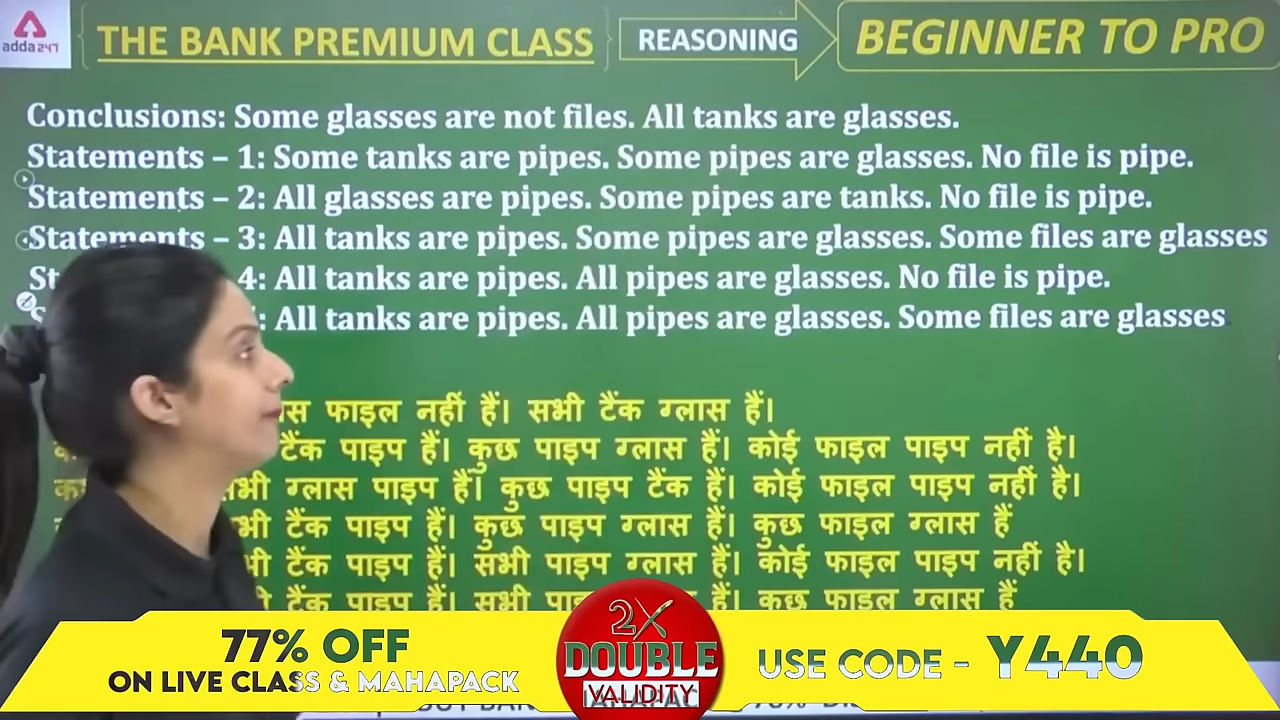 adda247
THE BANK PREMIUM CLASS
REASONING
BEGINNER TO PRO
Conclusions: Some glasses are not files. All tanks are glasses.
Statements – 1: Some tanks are pipes. Some pipes are glasses. No file is pipe.
Statements – 2: All glasses are pipes. Some pipes are tanks. No file is pipe.
Statements – 3: All tanks are pipes. Some pipes are glasses. Some files are glasses
4: All tanks are pipes. All pipes are glasses. No file is pipe.
: All tanks are pipes. All pipes are glasses. Some files are glasses
फाइल नहीं हैं। सभी टैंक ग्लास हैं।
टैंक पाइप हैं। कुछ पाइप ग्लास हैं। कोई फाइल पाइप नहीं है।
ग्लास पाइप हैं। कुछ पाइप टैंक हैं। कोई फाइल पाइप नहीं है।
टैंक पाइप हैं। कुछ पाइप ग्लास हैं। कुछ फाइल ग्लास हैं
टैंक पाइप हैं। सभी पाइप ग्लास हैं। कोई फाइल पाइप नहीं है।
टैंक पाइप हैं। सभी हैं। कुछ फाइल ग्लास हैं
77% OFF
ON LIVE CLASS & MAHAPACK
2X
DOUBLE
VALIDITY
USE CODE - Y440